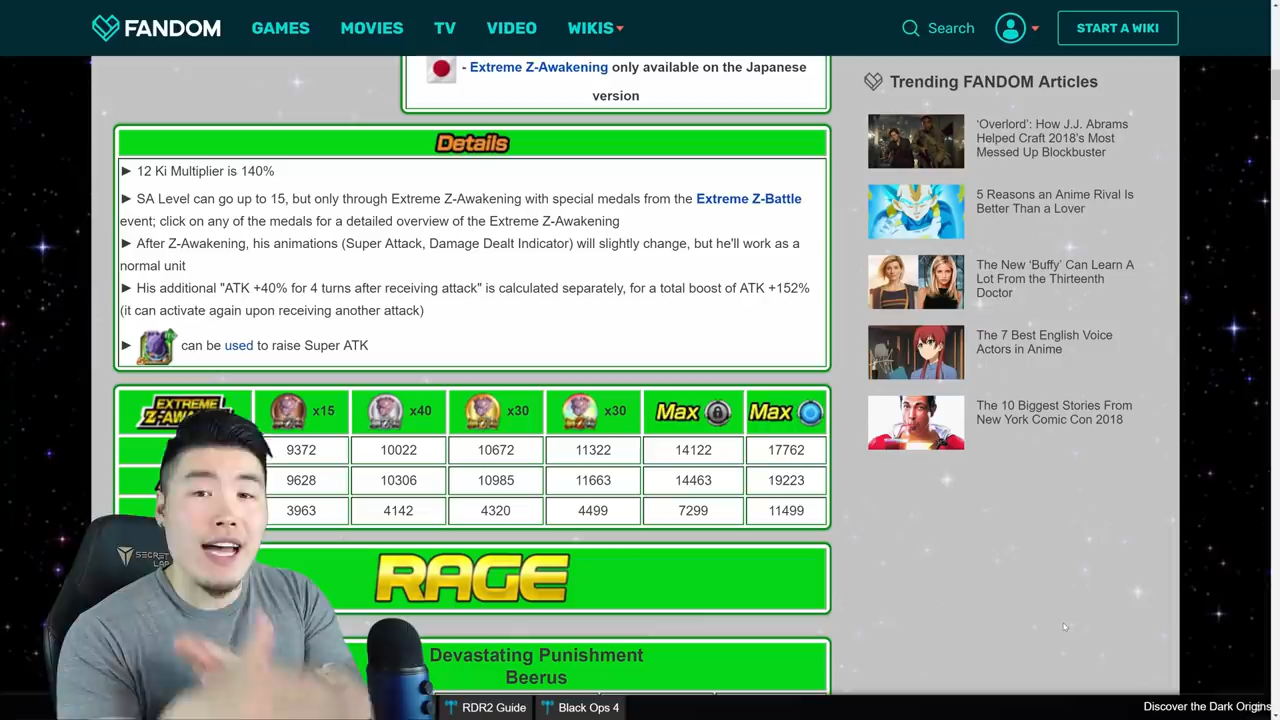 FANDOM
GAMES
MOVIES
TV
VIDEO
WIKIS
Search
START A WIKI
- Extreme Z-Awakening only available on the Japanese
version
Details
► 12 Ki Multiplier is 140%
► SA Level can go up to 15, but only through Extreme Z-Awakening with special medals from the Extreme Z-Battle
event; click on any of the medals for a detailed overview of the Extreme Z-Awakening
► After Z-Awakening, his animations (Super Attack, Damage Dealt Indicator) will slightly change, but he'll work as a
normal unit
► His additional "ATK +40% for 4 turns after receiving attack" is calculated separately, for a total boost of ATK +152%
(it can activate again upon receiving another attack)
► can be used to raise Super ATK
EXTREME
x15
x40
x30
x30
Max
Max
9372
10022
10672
11322
14122
17762
9628
10306
10985
11663
14463
19223
3963
4142
4320
4499
7299
11499
RAGE
Devastating Punishment
Beerus
Trending FANDOM Articles
‘Overlord’: How J.J. Abrams
Helped Craft 2018's Most
Messed Up Blockbuster
5 Reasons an Anime Rival Is
Better Than a Lover
The New ‘Buffy’ Can Learn A
Lot From the Thirteenth
Doctor
The 7 Best English Voice
Actors in Anime
The 10 Biggest Stories From
New York Comic Con 2018
RDR2 Guide
Black Ops 4
Discover the Dark Origins